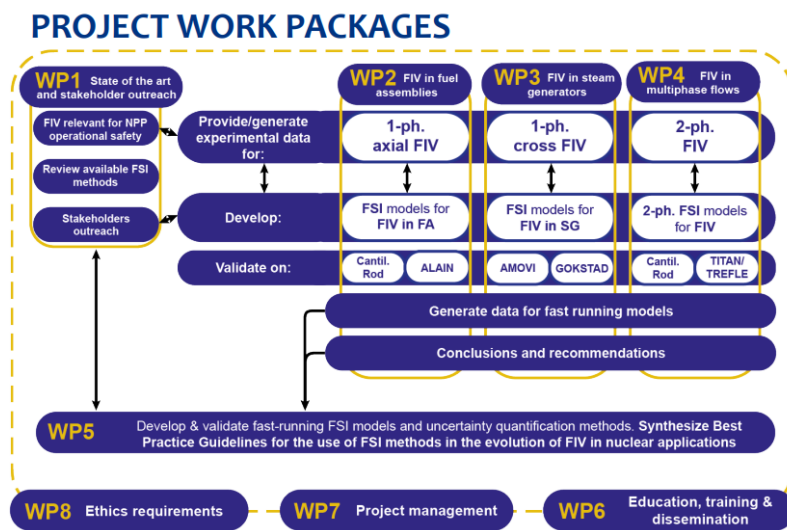 PROJECT WORK PACKAGES
WP1 State of the art
and stakeholder outreach
FIV relevant for NPP
operational safety
Review available FSI
methods
Stakeholders
outreach
WP2 FIV in fuel
assemblies
WP3 FIV in steam
generators
WP4 FIV in
multiphase flows
Provide/generate
experimental data
for:
1-ph.
axial FIV
1-ph.
cross FIV
2-ph.
FIV
Develop:
FSI models for
FIV in FA
FSI models for
FIV in SG
2-ph. FSI models
for FIV
Validate on:
Cantil.
Rod
ALAIN
AMOVI
GOKSTAD
Cantil.
Rod
TITAN/
TREFLE
Generate data for fast running models
Conclusions and recommendations
WP5 Develop & validate fast-running FSI models and uncertainty quantification methods. Synthesize Best
Practice Guidelines for the use of FSI methods in the evolution of FIV in nuclear applications
WP8 Ethics requirements
WP7 Project management
WP6 Education, training &
dissemination